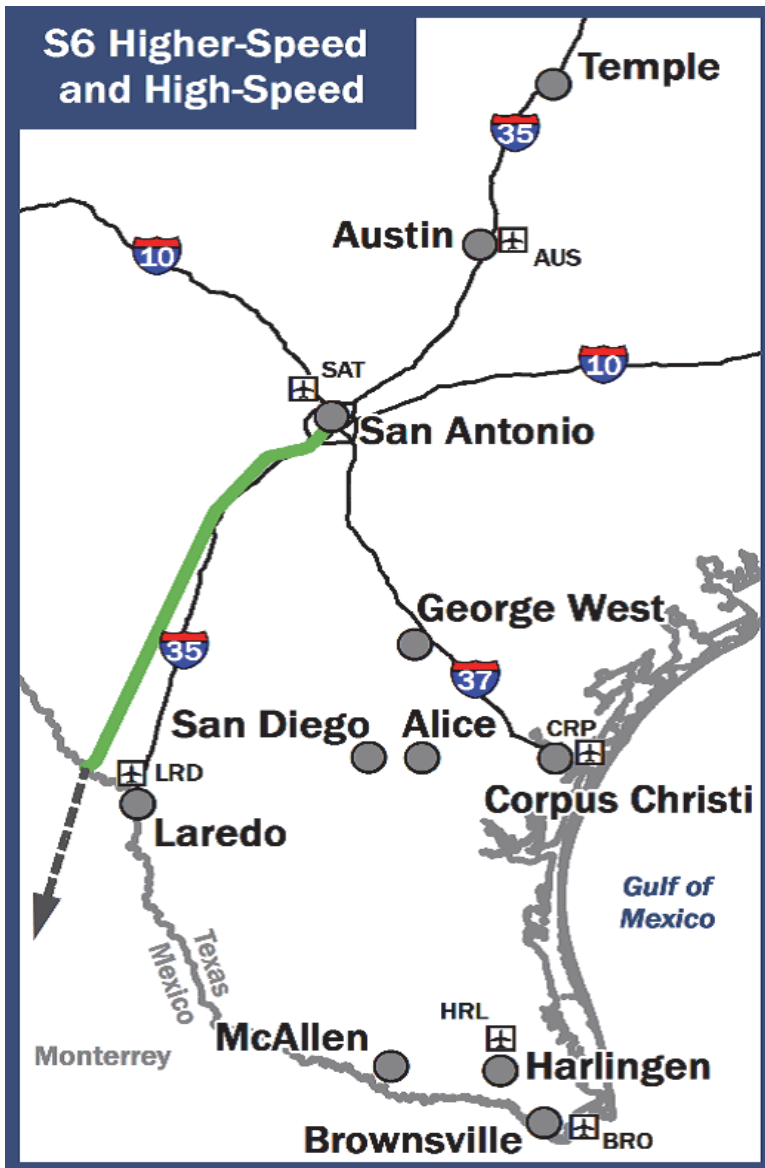 S6 Higher-Speed
and High-Speed
Temple
35
Austin
AUS
10
SAT
10
San Antonio
George West
35
37
San Diego
Alice
CRP
LRD
Corpus Christi
Laredo
Gulf of
Mexico
Texas
Mexico
HRL
Monterrey
McAllen
Harlingen
Brownsville
BRO